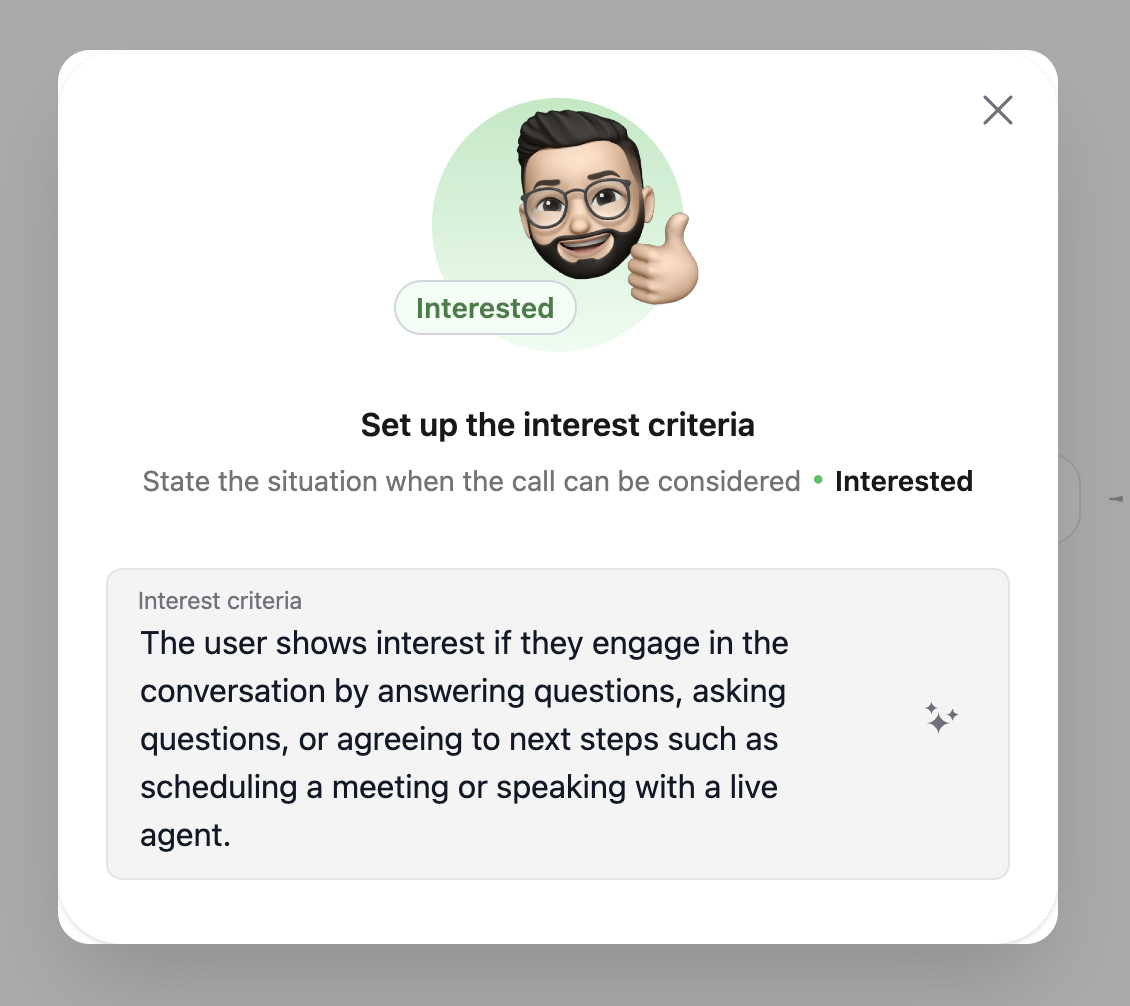 Interested
Set up the interest criteria
State the situation when the call can be considered • Interested
Interest criteria
The user shows interest if they engage in the
conversation by answering questions, asking
questions, or agreeing to next steps such as
scheduling a meeting or speaking with a live
agent.